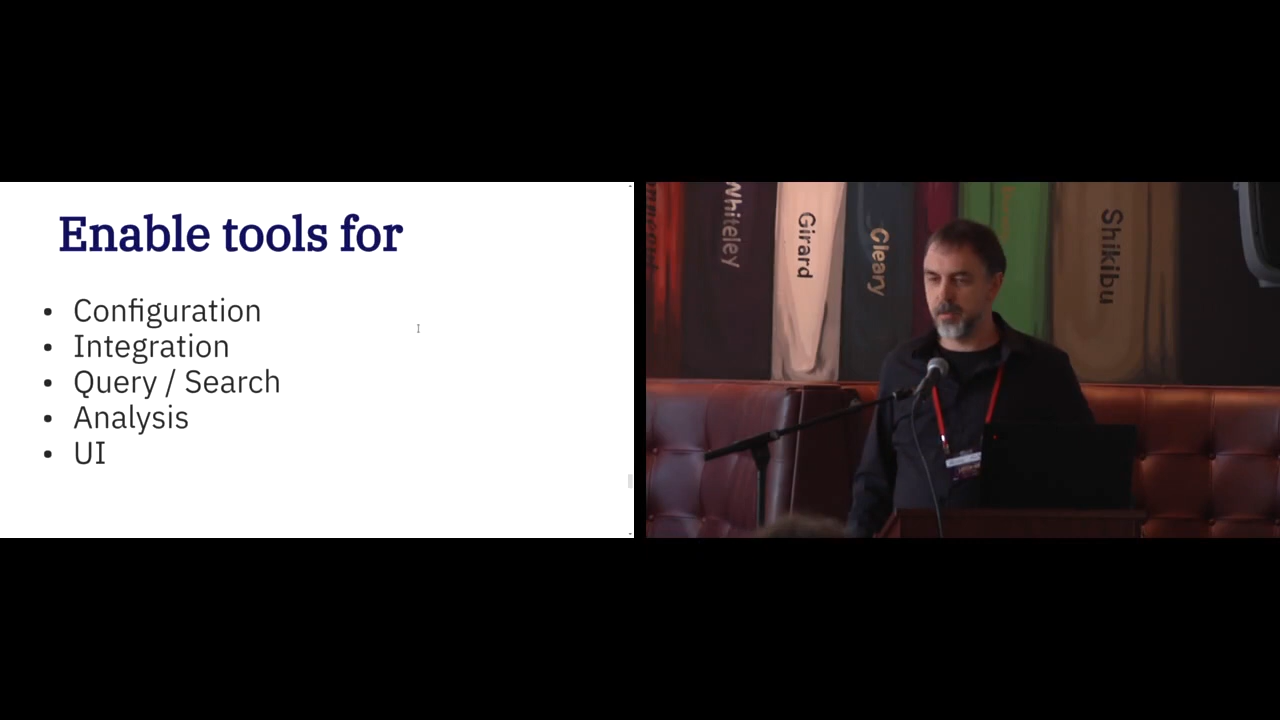 Enable tools for
• Configuration
• Integration
• Query / Search
• Analysis
• UI
Whiteley
Girard
Cleary
Shikibu